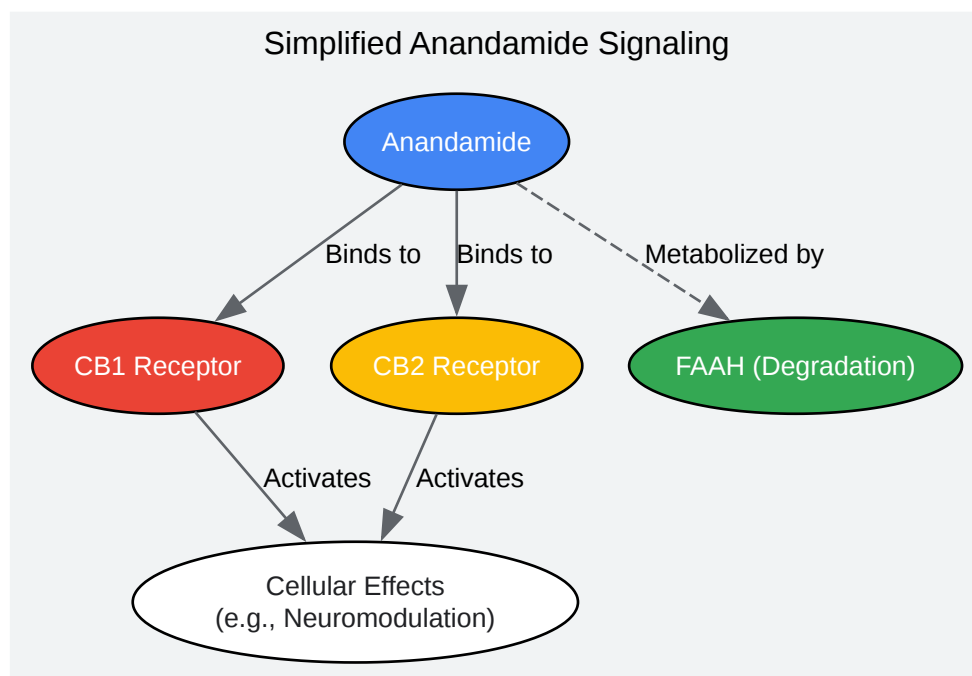 Simplified Anandamide Signaling
Anandamide
Binds to
Binds to
Metabolized by
CB1 Receptor
CB2 Receptor
FAAH (Degradation)
Activates
Activates
Cellular Effects
(e.g., Neuromodulation)